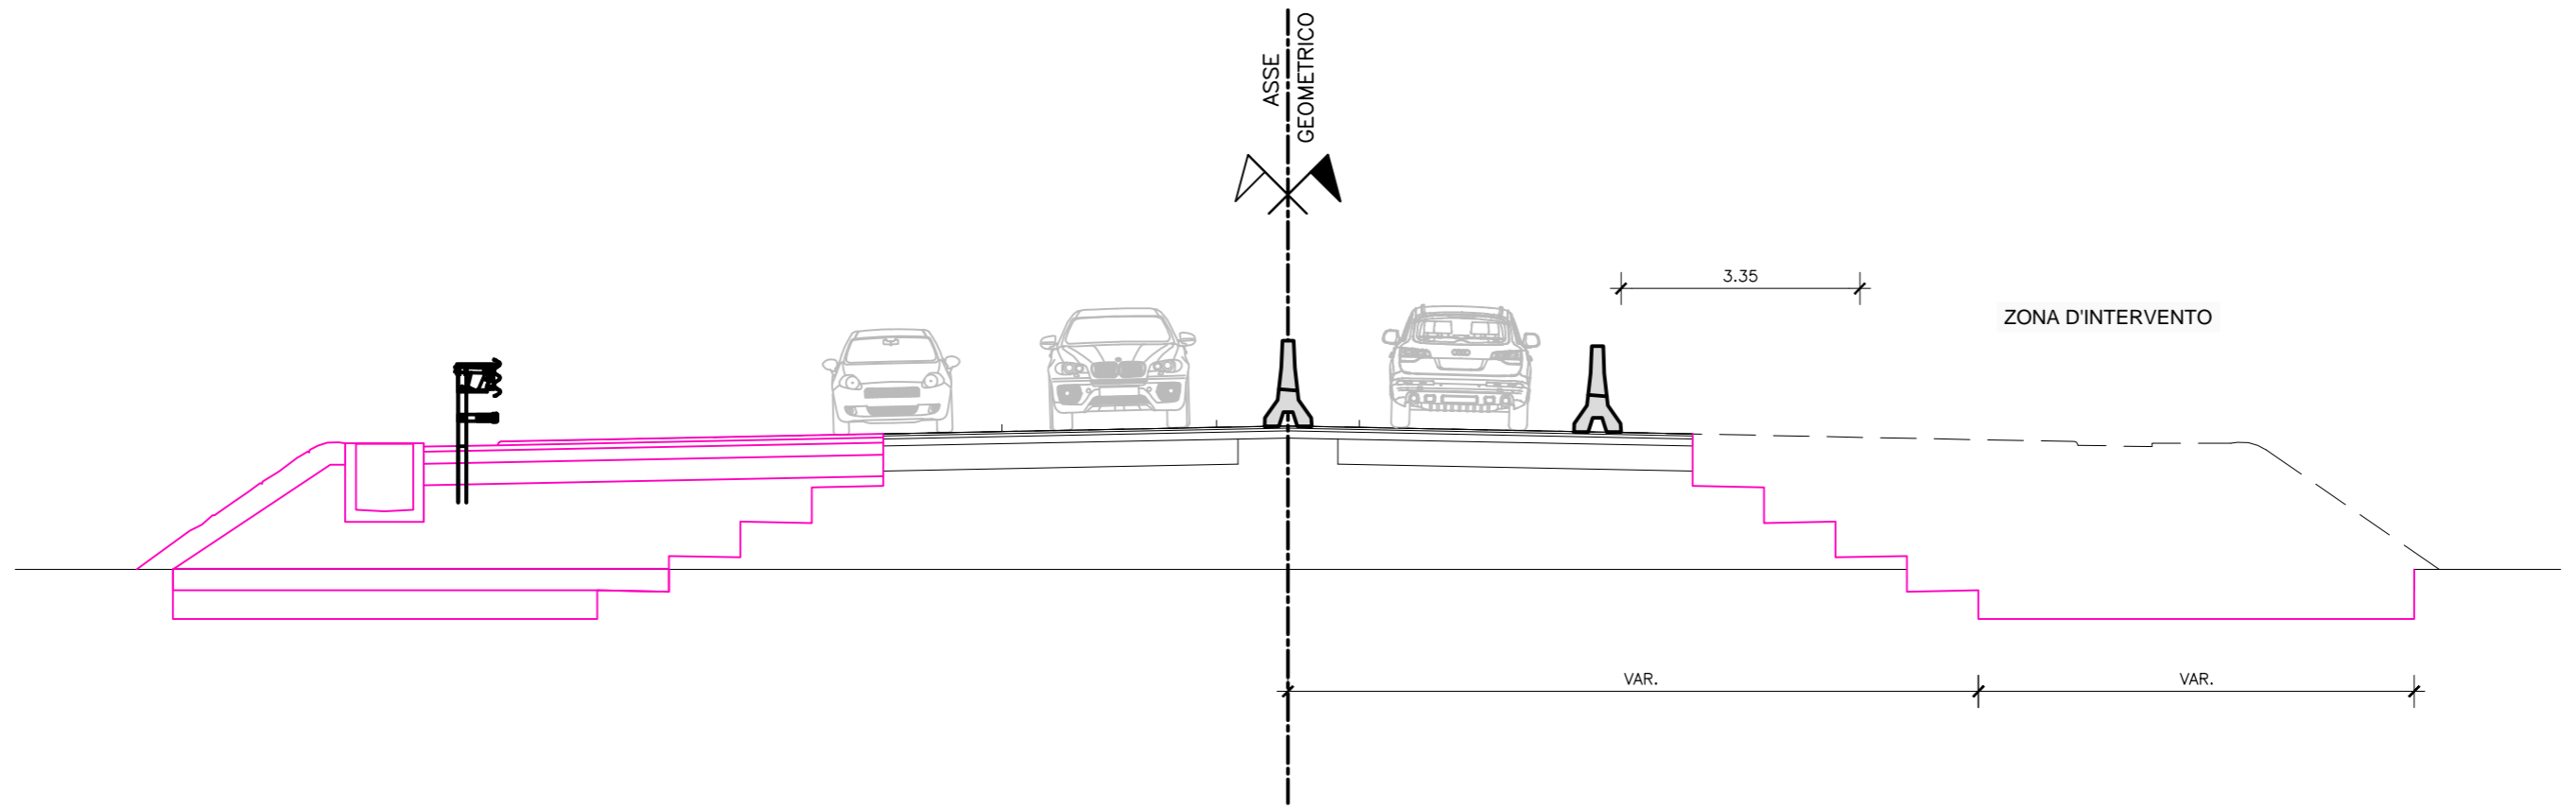 ASSE
GEOMETRICO
3.35
ZONA D'INTERVENTO
VAR.
VAR.